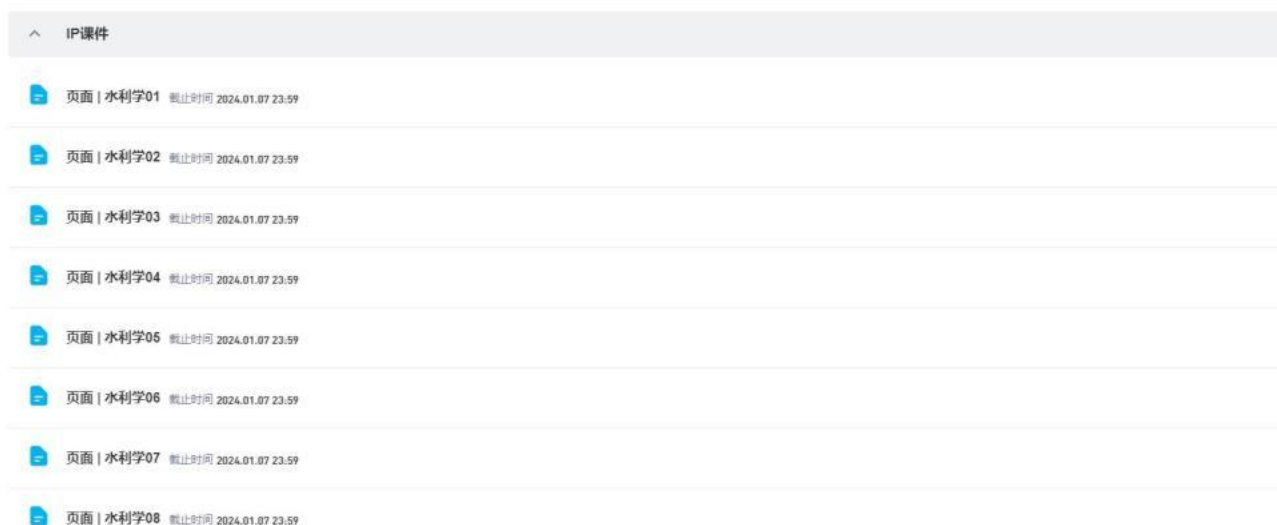 IP课件
页面 | 水利学01 截止时间 2024.01.07 23:59
页面 | 水利学02 截止时间 2024.01.07 23:59
页面 | 水利学03 截止时间 2024.01.07 23:59
页面 | 水利学04 截止时间 2024.01.07 23:59
页面 | 水利学05 截止时间 2024.01.07 23:59
页面 | 水利学06 截止时间 2024.01.07 23:59
页面 | 水利学07 截止时间 2024.01.07 23:59
页面 | 水利学08 截止时间 2024.01.07 23:59